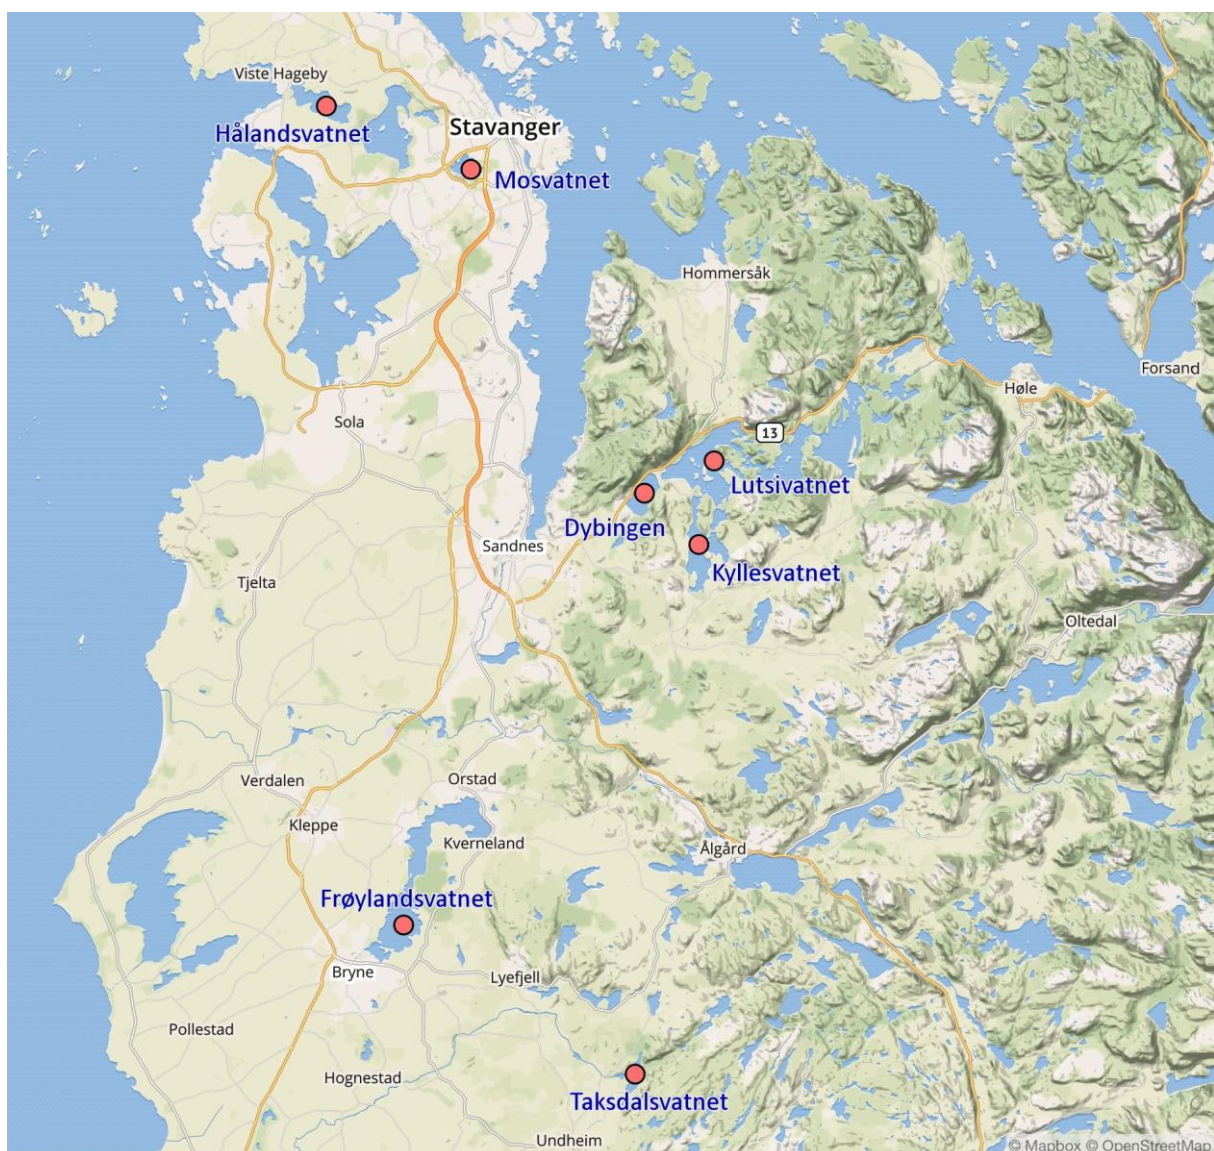 Viste Hageby
Hålandsvatnet
Stavanger
Mosvatnet
Hommersåk
Forsand
Høle
Sola
13
Lutsivatnet
Dybingen
Sandnes
Kyllesvatnet
Tjelta
Oltedal
Verdalen
Orstad
Kleppe
Kverneland
Ålgård
Frøylandsvatnet
Bryne
Lyefjell
Pollestad
Hognestad
Taksdalsvatnet
Undheim
© Mapbox © OpenStreetMap